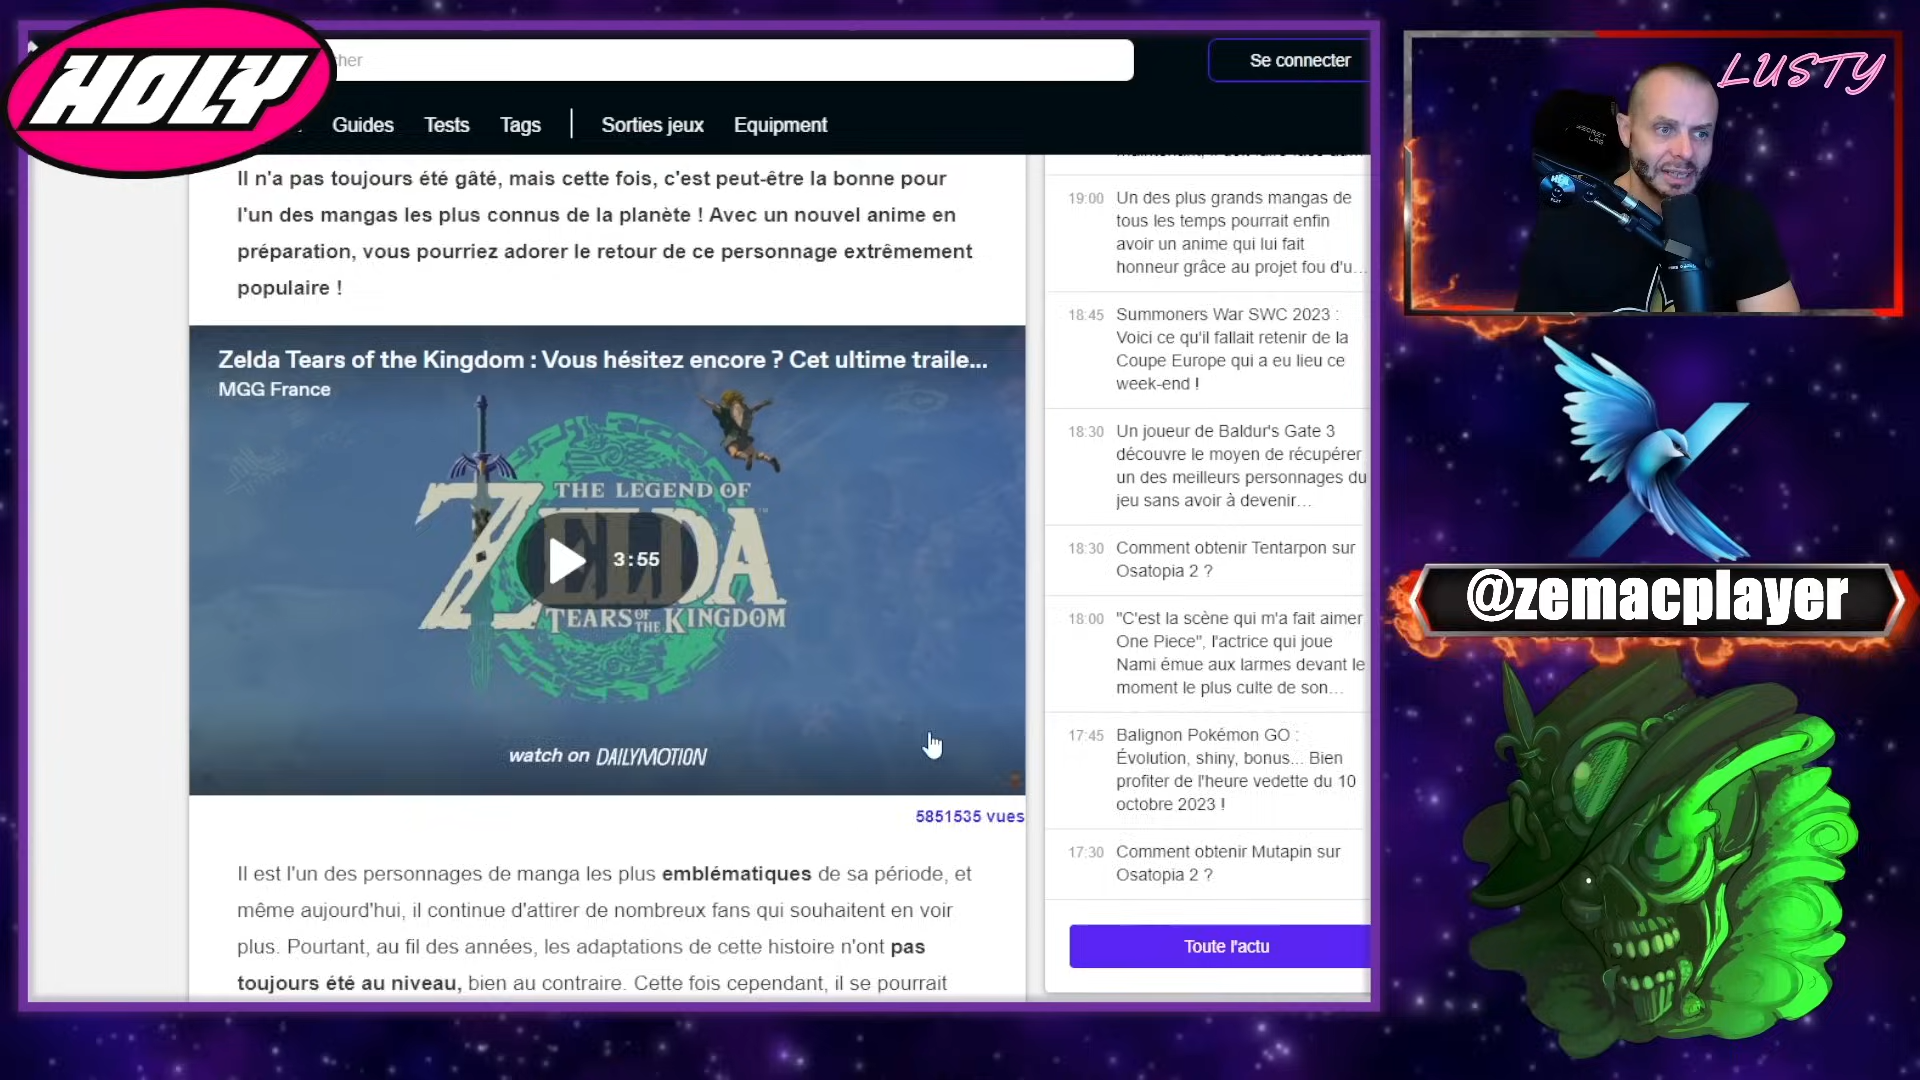 HOLY
cher
Se connecter
Guides
Tests
Tags
Sorties jeux
Equipment
Il n'a pas toujours été gâté, mais cette fois, c'est peut-être la bonne pour
l'un des mangas les plus connus de la planète ! Avec un nouvel anime en
préparation, vous pourriez adorer le retour de ce personnage extrêmement
populaire !
Zelda Tears of the Kingdom : Vous hésitez encore ? Cet ultime traile...
MGG France
THE LEGEND OF
ZELDA
TEARS OF THE KINGDOM
3:55
watch on DAILYMOTION
5851535 vues
Il est l'un des personnages de manga les plus emblématiques de sa période, et
même aujourd'hui, il continue d'attirer de nombreux fans qui souhaitent en voir
plus. Pourtant, au fil des années, les adaptations de cette histoire n'ont pas
toujours été au niveau, bien au contraire. Cette fois cependant, il se pourrait
19:00 Un des plus grands mangas de
tous les temps pourrait enfin
avoir un anime qui lui fait
honneur grâce au projet fou d'u...
18:45 Summoners War SWC 2023 :
Voici ce qu'il fallait retenir de la
Coupe Europe qui a eu lieu ce
week-end !
18:30 Un joueur de Baldur's Gate 3
découvre le moyen de récupérer
un des meilleurs personnages du
jeu sans avoir à devenir...
18:30 Comment obtenir Tentarpon sur
Osatopia 2 ?
18:00 "C'est la scène qui m'a fait aimer
One Piece", l'actrice qui joue
Nami émue aux larmes devant le
moment le plus culte de son...
17:45 Balignon Pokémon GO :
Évolution, shiny, bonus... Bien
profiter de l'heure vedette du 10
octobre 2023 !
17:30 Comment obtenir Mutapin sur
Osatopia 2 ?
Toute l'actu
LUSTY
SECRET
LAB
@zemacplayer